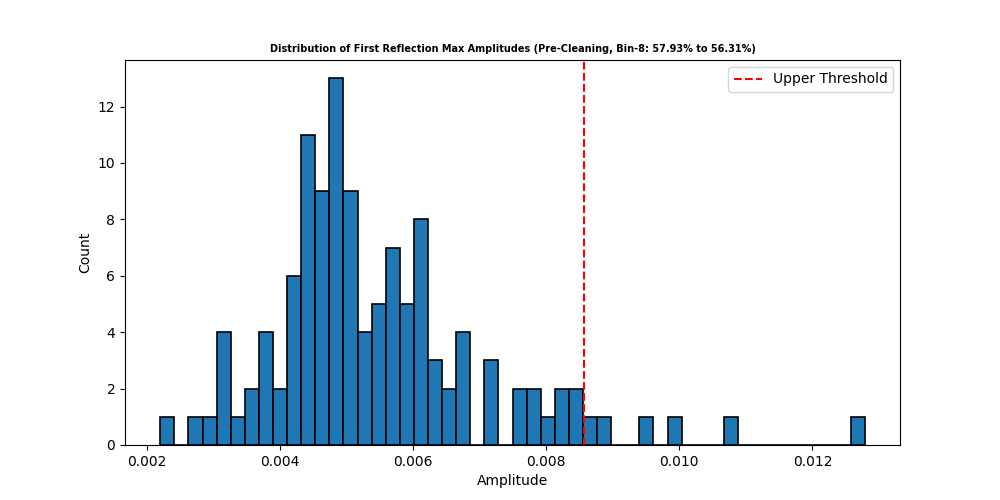 Distribution of First Reflection Max Amplitudes (Pre-Cleaning, Bin-8: 57.93% to 56.31%)
Upper Threshold
12
10
8
6
4
2
0
Count
0.002 0.004 0.006 0.008 0.010 0.012
Amplitude